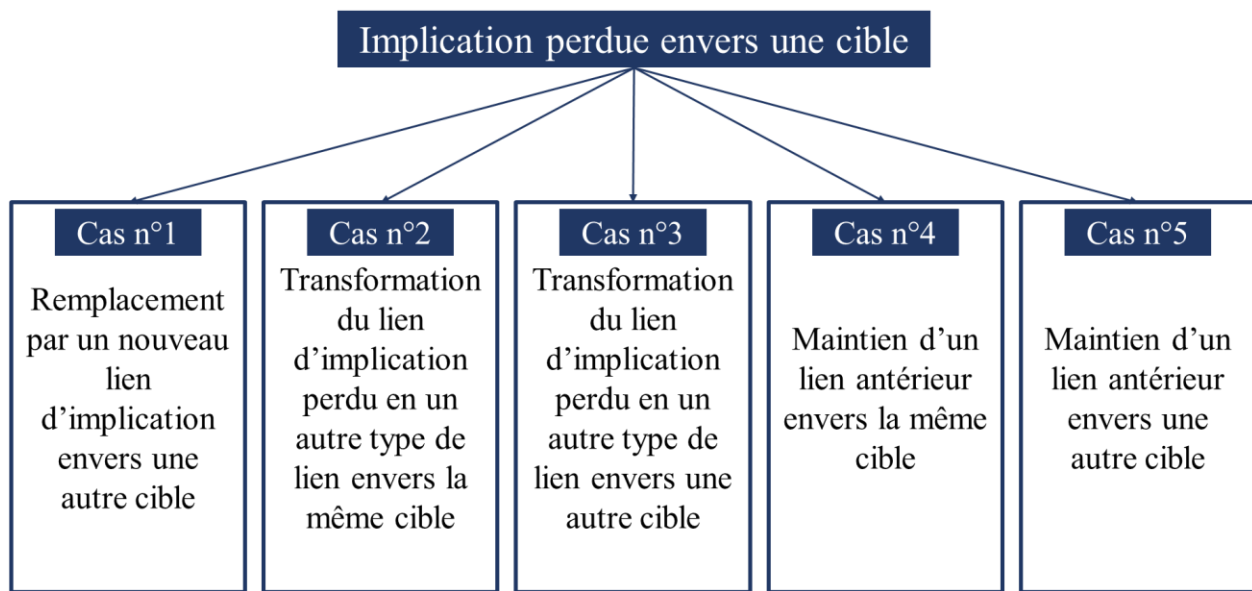 Implication perdue envers une cible
Cas n°1
Remplacement
par un nouveau
lien
d’implication
envers une
autre cible
Cas n°2
Transformation
du lien
d’implication
perdu en un
autre type de
lien envers la
même cible
Cas n°3
Transformation
du lien
d’implication
perdu en un
autre type de
lien envers une
autre cible
Cas n°4
Maintien d’un
lien antérieur
envers la même
cible
Cas n°5
Maintien d’un
lien antérieur
envers une
autre cible